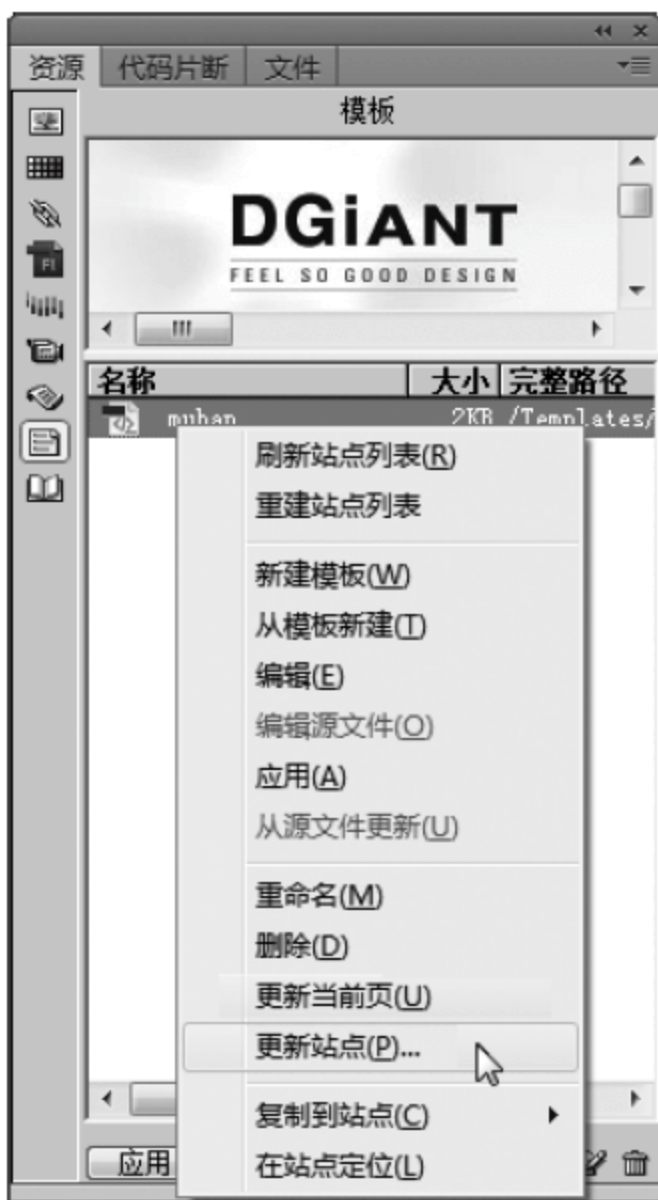 资源 代码片断 文件
模板
DGiANT
FEEL SO GOOD DESIGN
名称 大小 完整路径
muban 2KB /Templates/
刷新站点列表(R)
重建站点列表
新建模板(W)
从模板新建(T)
编辑(E)
编辑源文件(O)
应用(A)
从源文件更新(U)
重命名(M)
删除(D)
更新当前页(U)
更新站点(P)...
复制到站点(C)
在站点定位(L)
应用